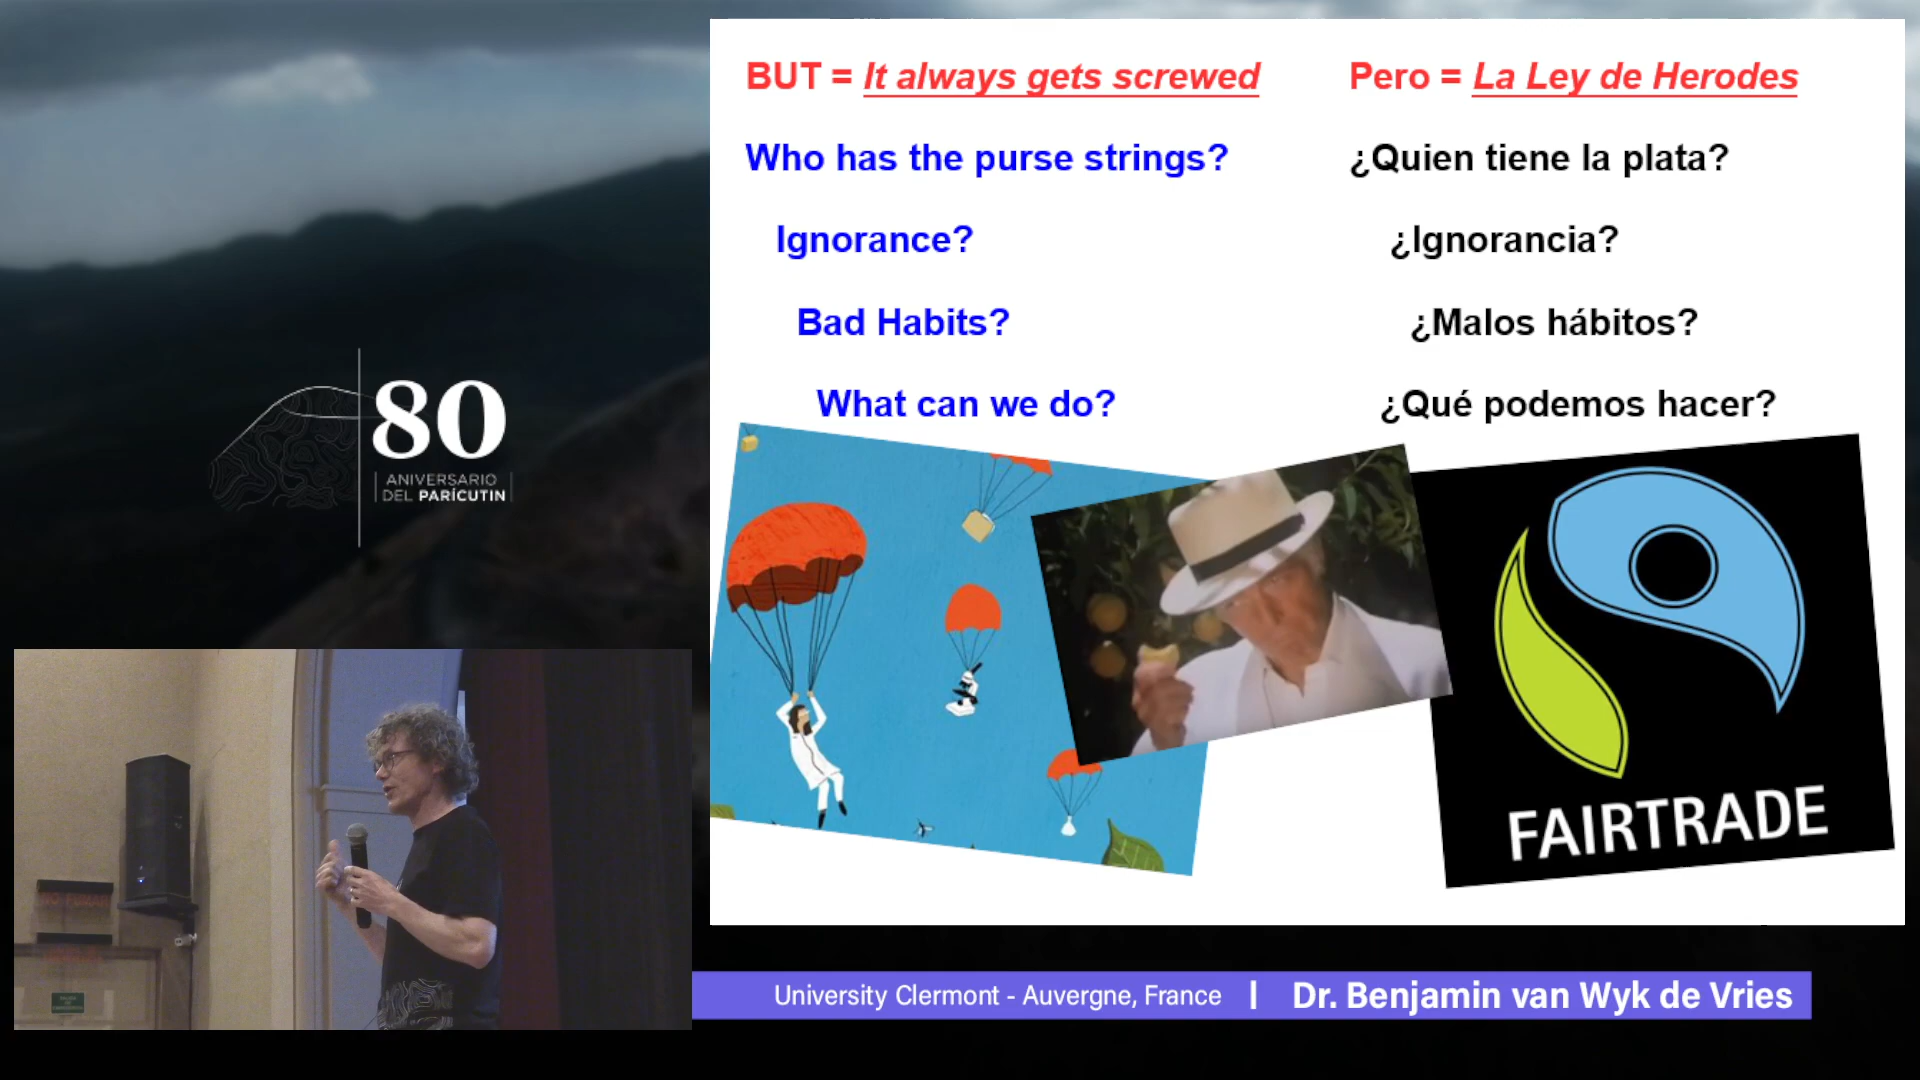 BUT = It always gets screwed
Pero = La Ley de Herodes
Who has the purse strings?
¿Quien tiene la plata?
Ignorance?
¿Ignorancia?
Bad Habits?
¿Malos hábitos?
What can we do?
¿Qué podemos hacer?
FAIRTRADE
80
ANIVERSARIO
DEL PARÍCUTIN
University Clermont - Auvergne, France | Dr. Benjamin van Wyk de Vries